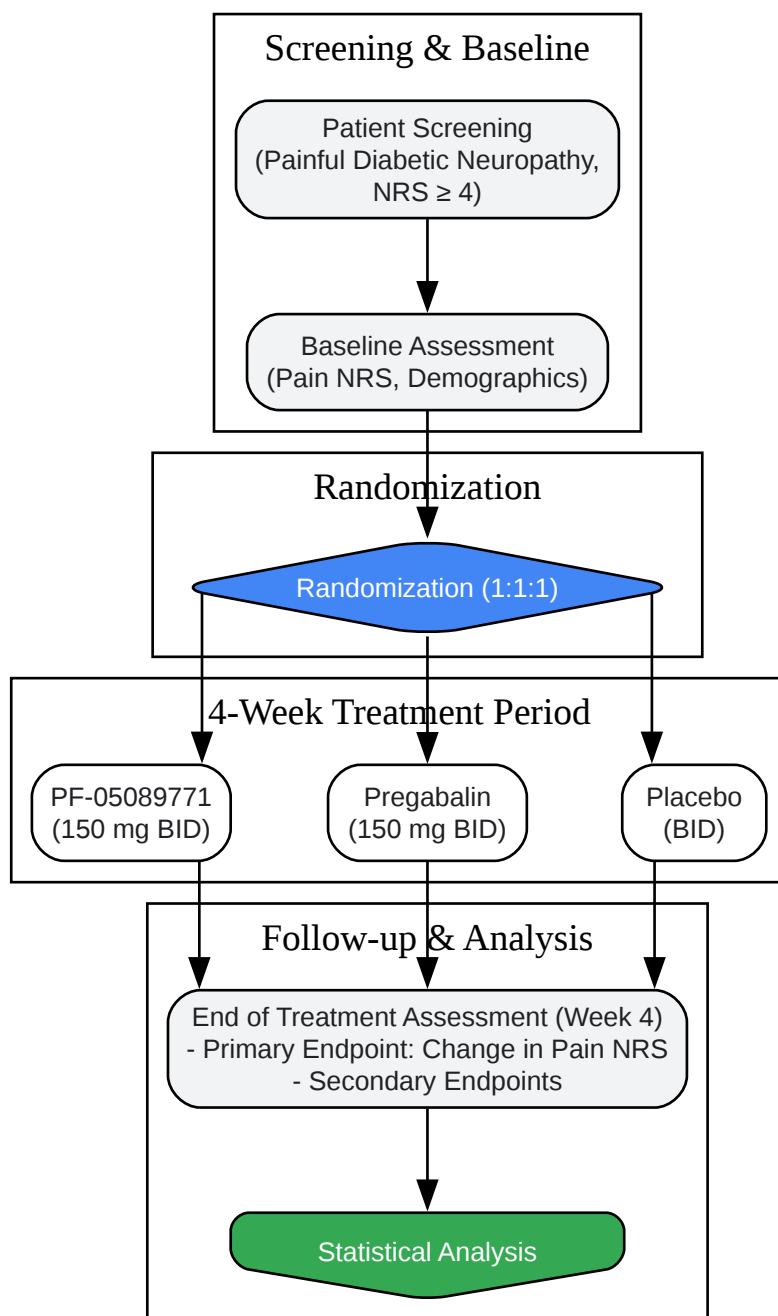 Screening & Baseline
Patient Screening
(Painful Diabetic Neuropathy,
NRS ≥ 4)
Baseline Assessment
(Pain NRS, Demographics)
Randomization
Randomization (1:1:1)
4-Week Treatment Period
PF-05089771
(150 mg BID)
Pregabalin
(150 mg BID)
Placebo
(BID)
Follow-up & Analysis
End of Treatment Assessment (Week 4)
- Primary Endpoint: Change in Pain NRS
- Secondary Endpoints
Statistical Analysis